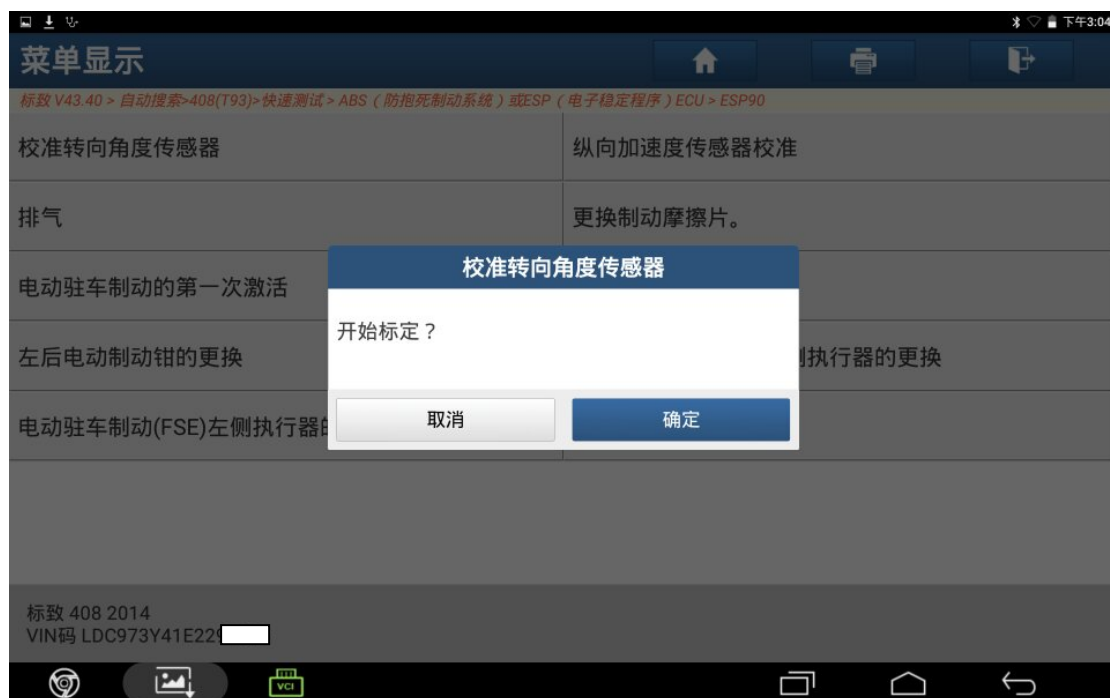 下午3:04
菜单显示
标致 V43.40 > 自动搜索>408(T93)>快速测试 > ABS（防抱死制动系统）或ESP（电子稳定程序）ECU > ESP90
校准转向角度传感器
纵向加速度传感器校准
排气
更换制动摩擦片。
校准转向角度传感器
电动驻车制动的第一次激活
开始标定？
左后电动制动钳的更换
执行器的更换
取消
确定
电动驻车制动(FSE)左侧执行器
标致 408 2014
VIN码 LDC973Y41E22
VCI